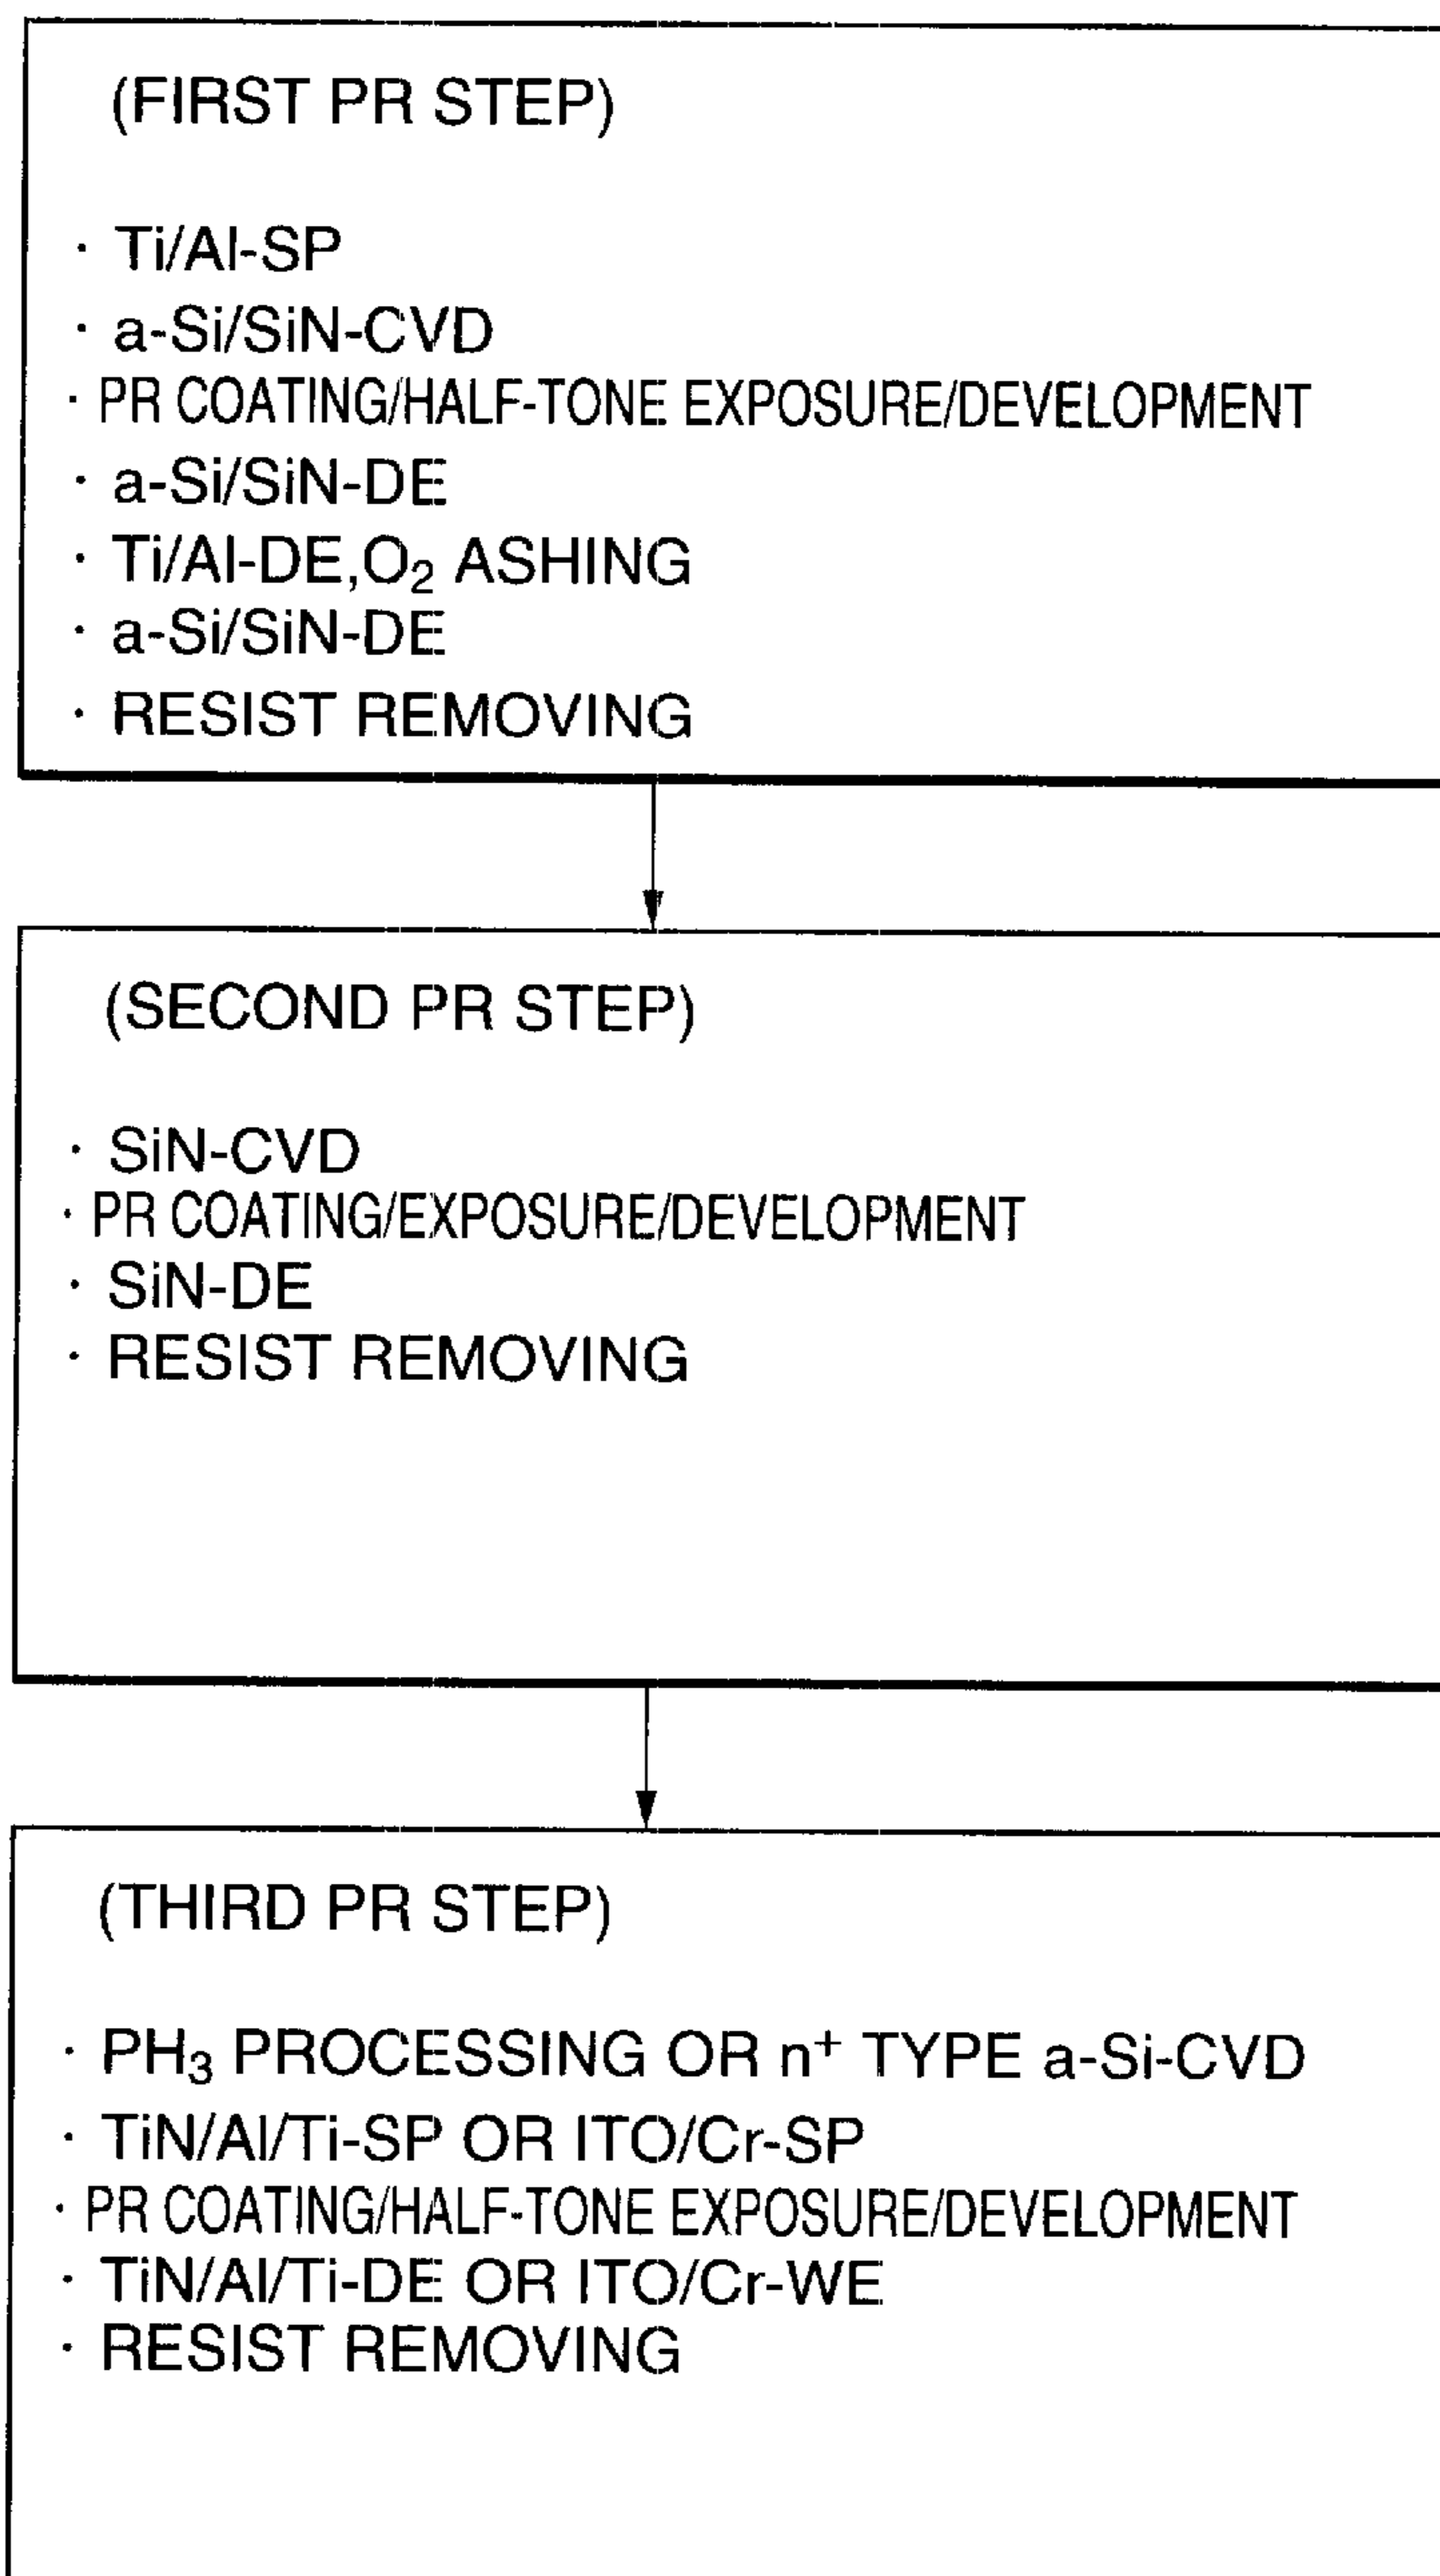 (FIRST PR STEP)
· Ti/Al-SP
· a-Si/SiN-CVD
· PR COATING/HALF-TONE EXPOSURE/DEVELOPMENT
· a-Si/SiN-DE
· Ti/Al-DE,O₂ ASHING
· a-Si/SiN-DE
· RESIST REMOVING
(SECOND PR STEP)
· SiN-CVD
· PR COATING/EXPOSURE/DEVELOPMENT
· SiN-DE
· RESIST REMOVING
(THIRD PR STEP)
· PH₃ PROCESSING OR n⁺ TYPE a-Si-CVD
· TiN/Al/Ti-SP OR ITO/Cr-SP
· PR COATING/HALF-TONE EXPOSURE/DEVELOPMENT
· TiN/Al/Ti-DE OR ITO/Cr-WE
· RESIST REMOVING